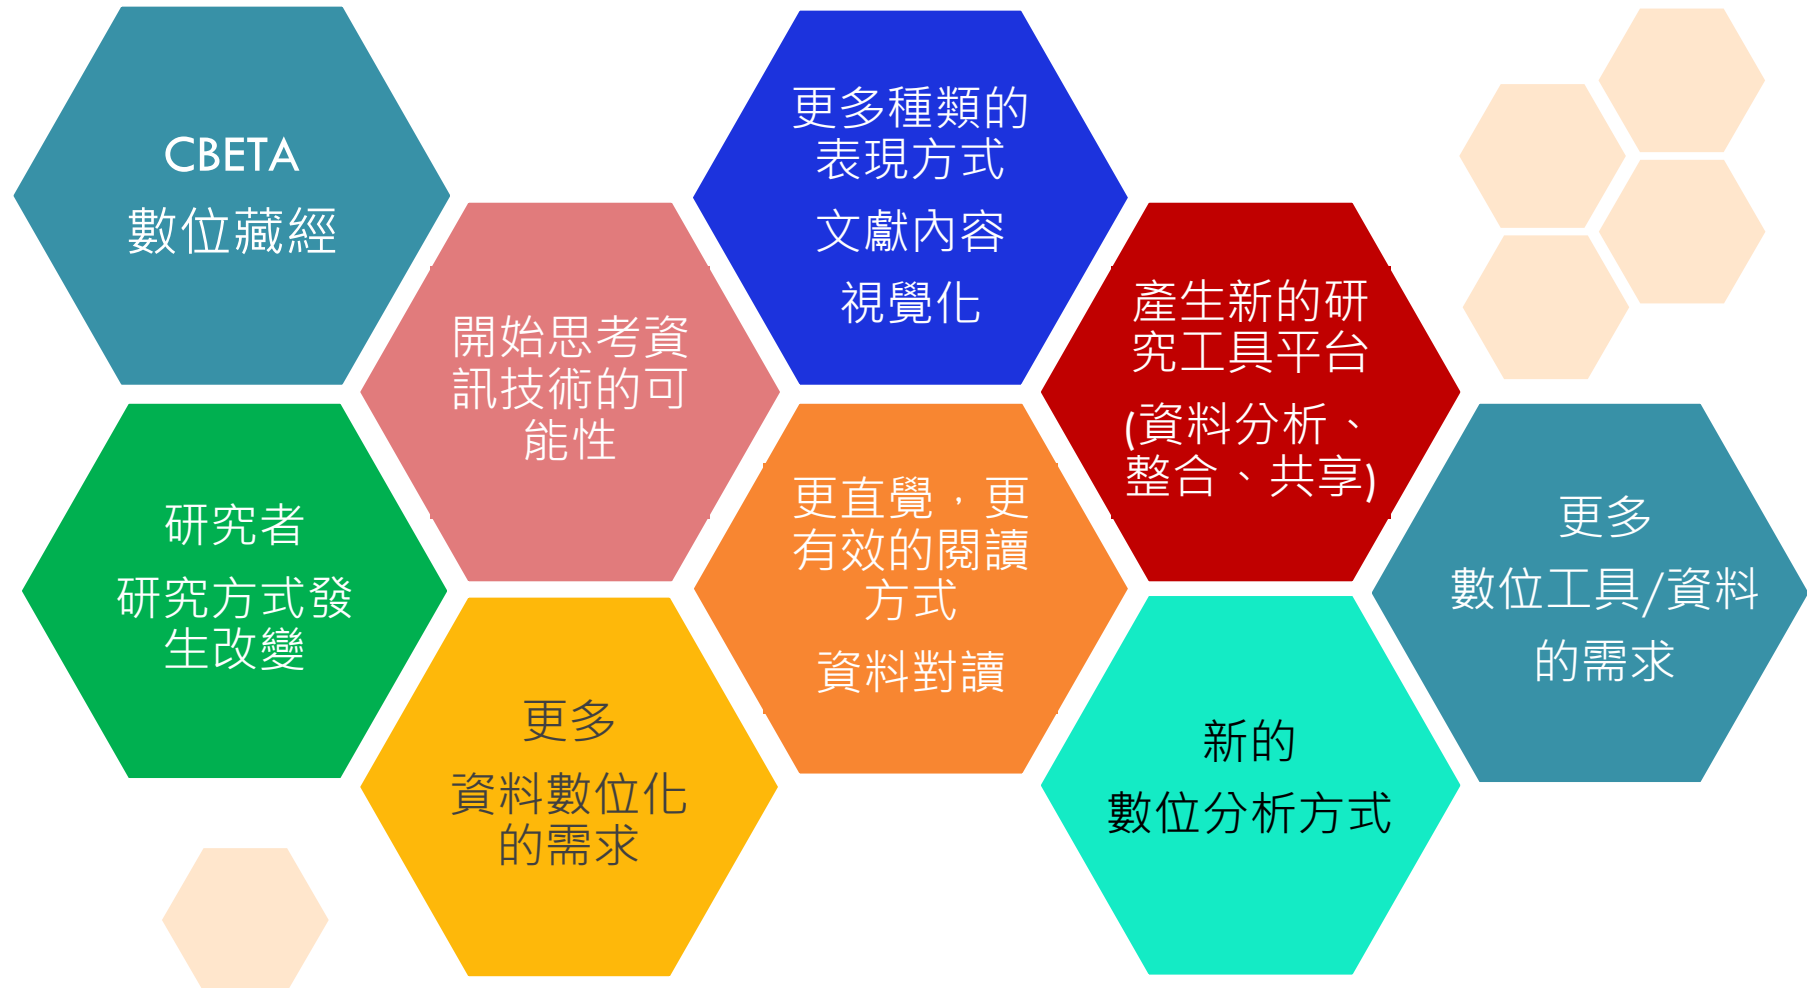 CBETA
數位藏經
研究者
研究方式發
生改變
開始思考資
訊技術的可
能性
更多
資料數位化
的需求
更多種類的
表現方式
文獻內容
視覺化
更直覺，更
有效的閱讀
方式
資料對讀
產生新的研
究工具平台
(資料分析、
整合、共享)
新的
數位分析方式
更多
數位工具/資料
的需求